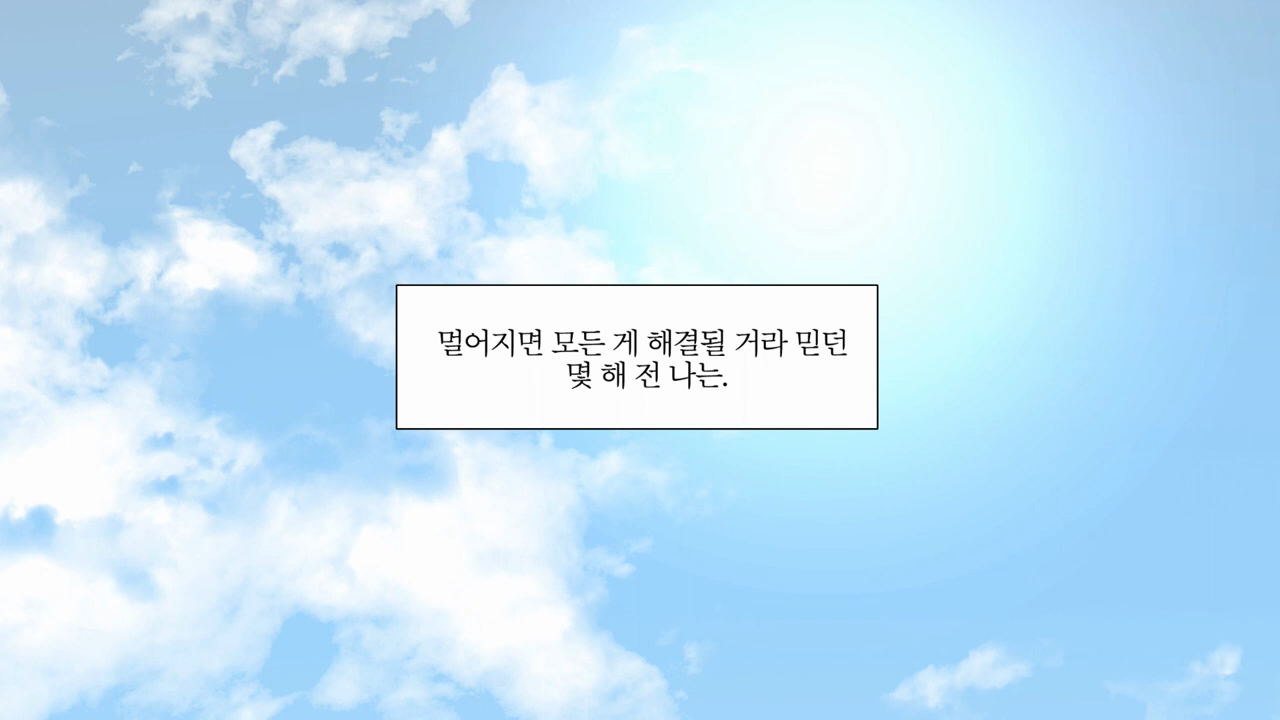 멀어지면 모든 게 해결될 거라 믿던
몇 해 전 나는.